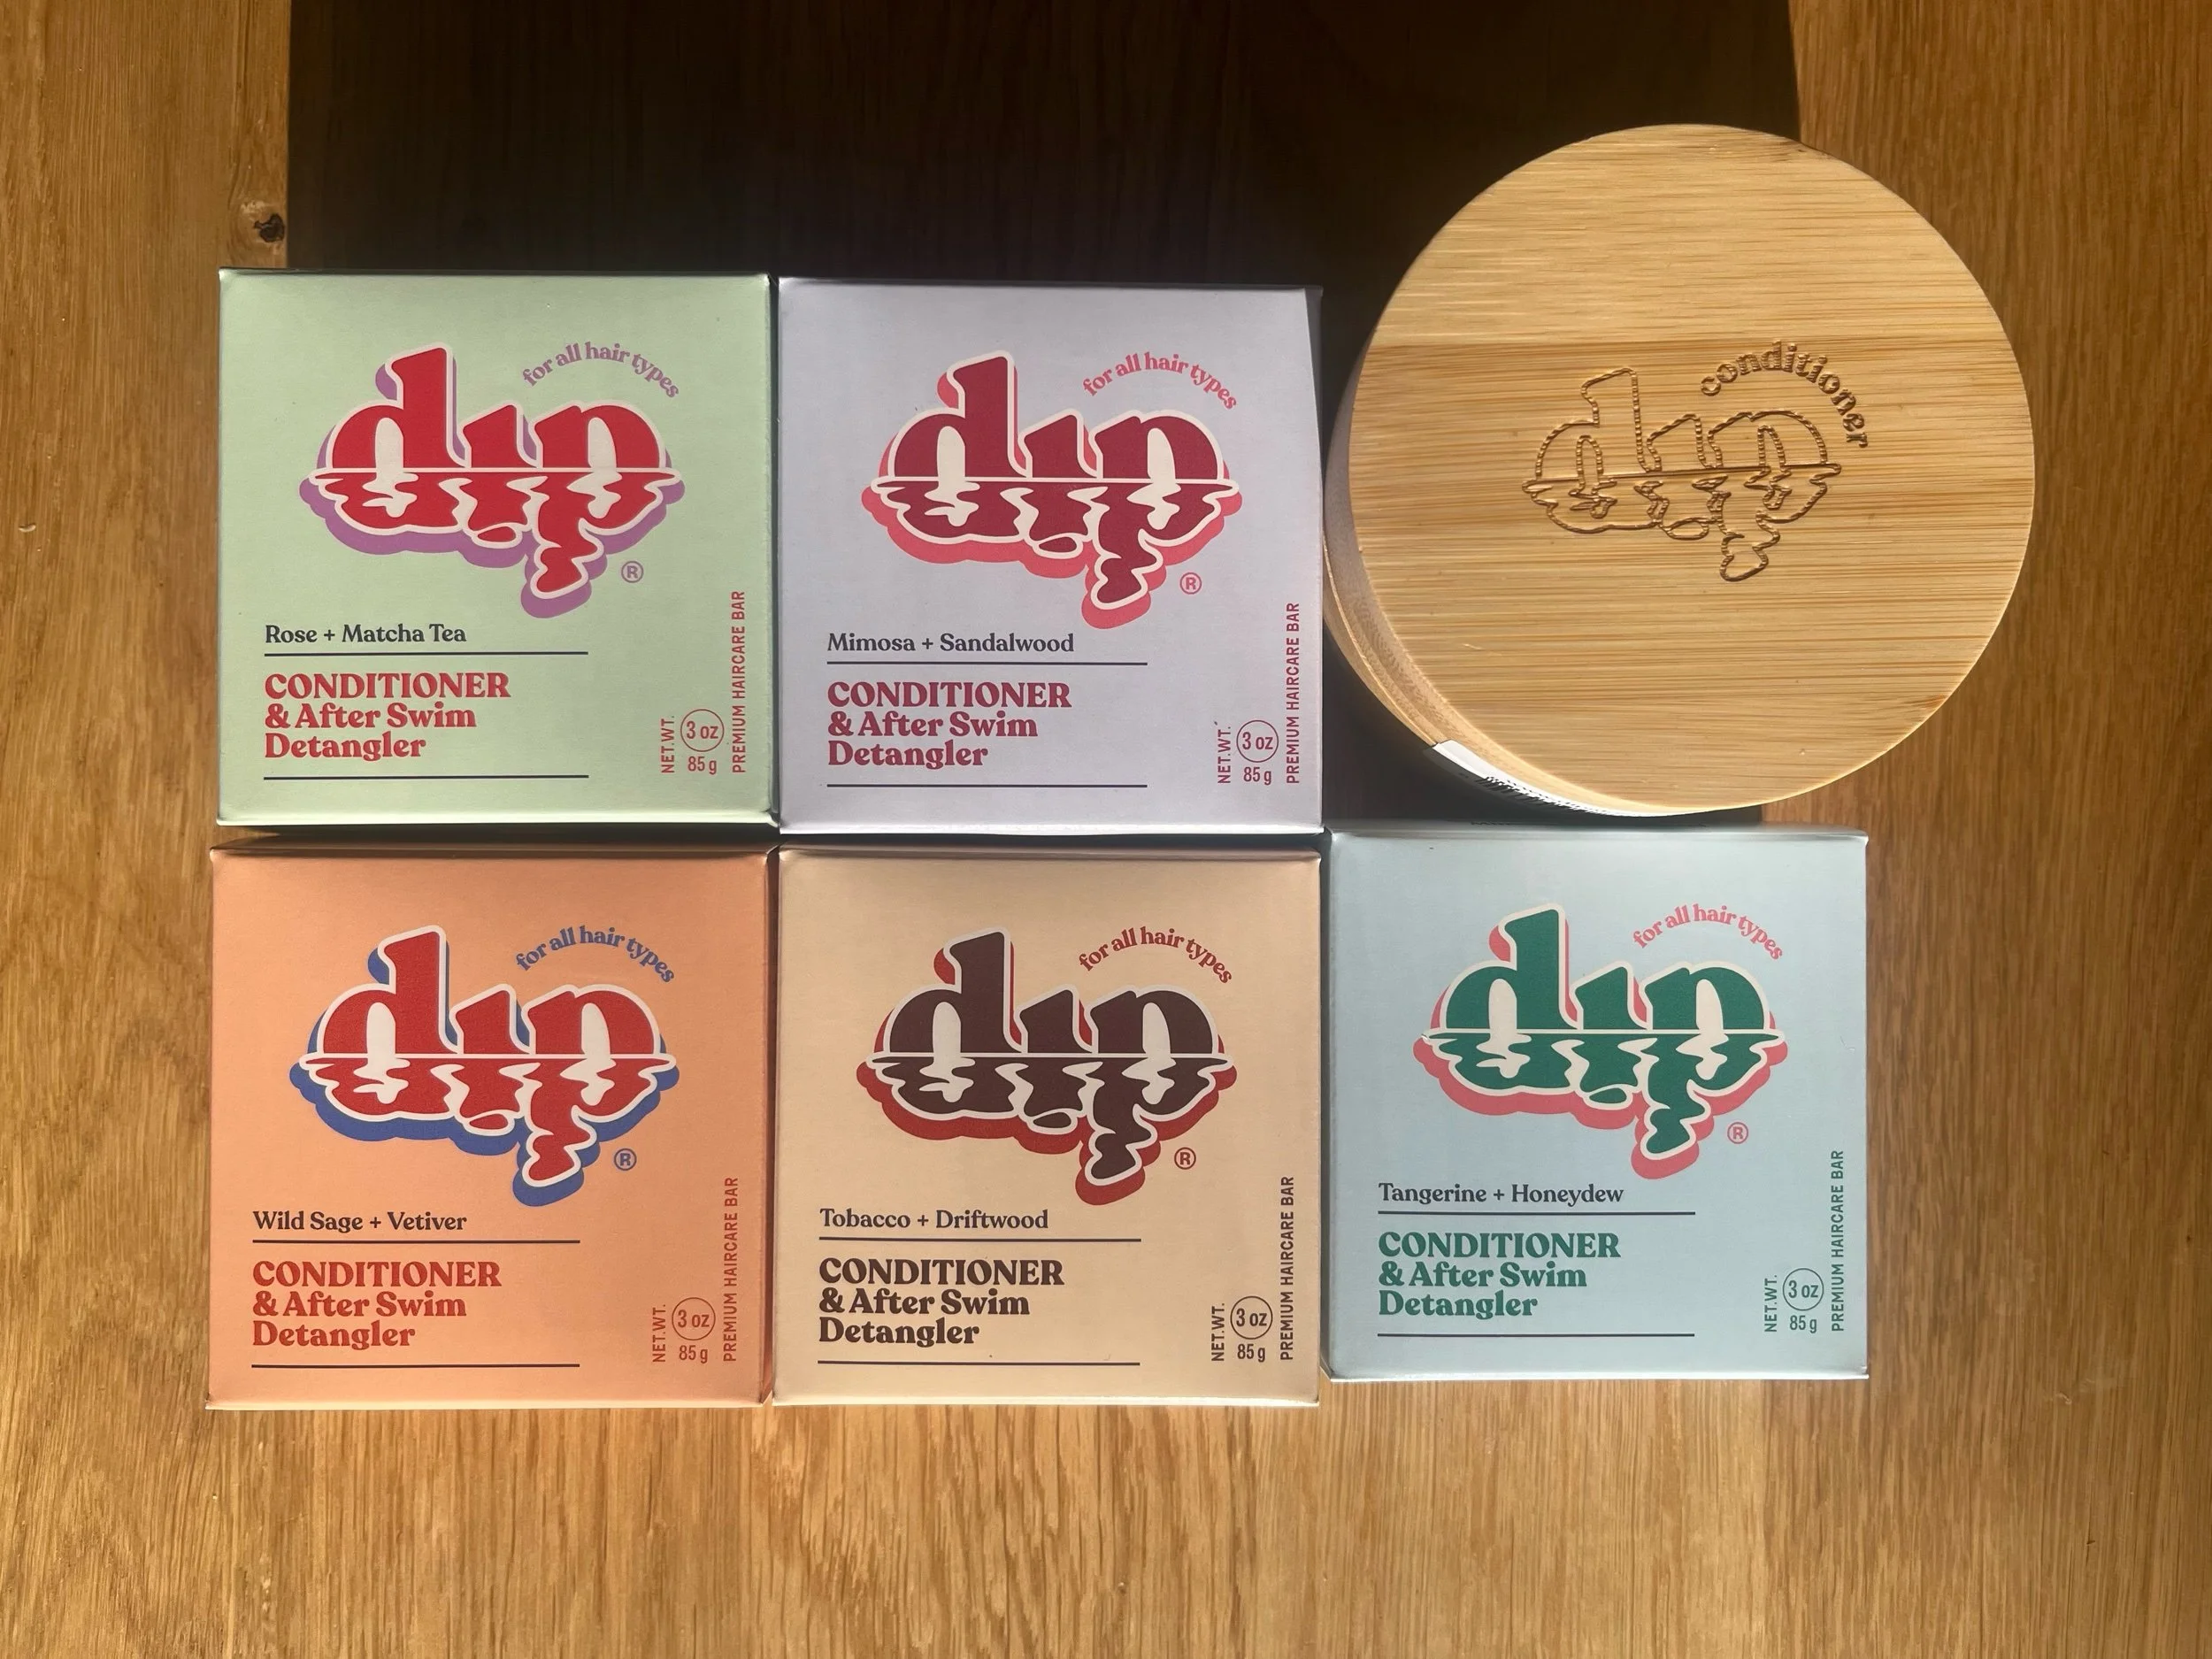 for all hair types
dip
®
Rose + Matcha Tea
CONDITIONER
& After Swim
Detangler
NET.WT.
3 oz
85 g
PREMIUM HAIRCARE BAR
for all hair types
dip
®
Mimosa + Sandalwood
CONDITIONER
& After Swim
Detangler
NET.WT.
3 oz
85 g
PREMIUM HAIRCARE BAR
conditioner
dip
for all hair types
dip
®
Wild Sage + Vetiver
CONDITIONER
& After Swim
Detangler
NET.WT.
3 oz
85 g
PREMIUM HAIRCARE BAR
for all hair types
dip
®
Tobacco + Driftwood
CONDITIONER
& After Swim
Detangler
NET.WT.
3 oz
85 g
PREMIUM HAIRCARE BAR
for all hair types
dip
®
Tangerine + Honeydew
CONDITIONER
& After Swim
Detangler
NET.WT.
3 oz
85 g
PREMIUM HAIRCARE BAR